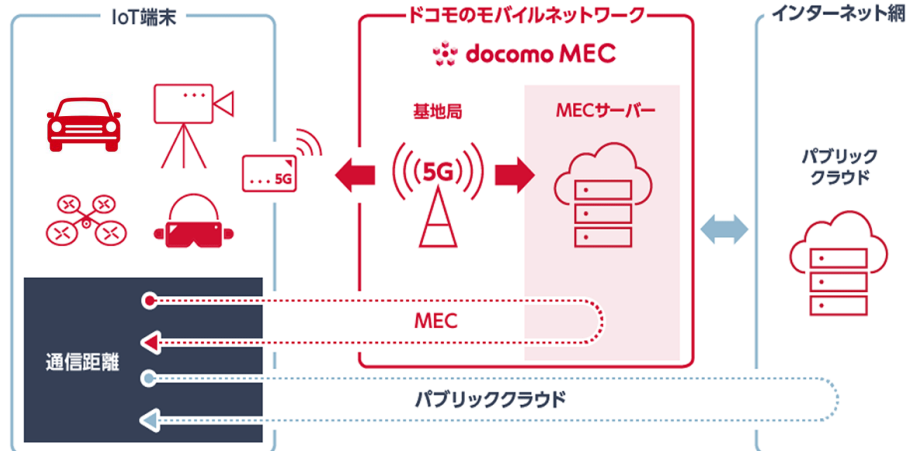 IoT端末
ドコモのモバイルネットワーク
インターネット網
docomo MEC
基地局
MECサーバー
5G
...5G
パブリック
クラウド
MEC
通信距離
パブリッククラウド